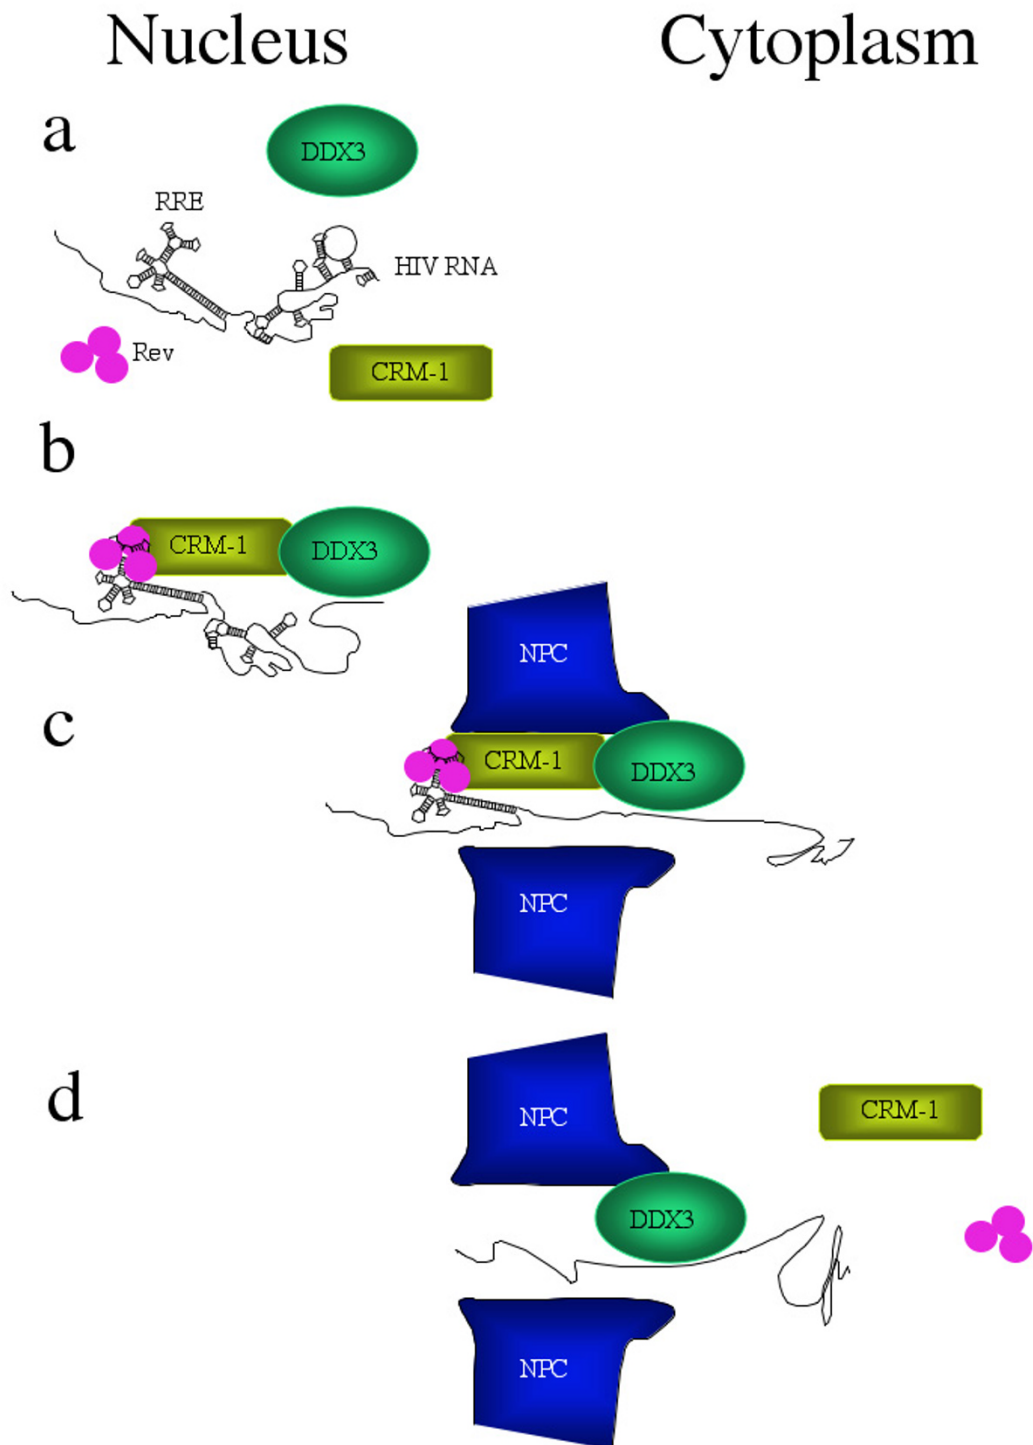 Nucleus
Cytoplasm
a
DDX3
RRE
HIV RNA
Rev
CRM-1
b
CRM-1
DDX3
NPC
c
CRM-1
DDX3
NPC
d
NPC
CRM-1
DDX3
NPC